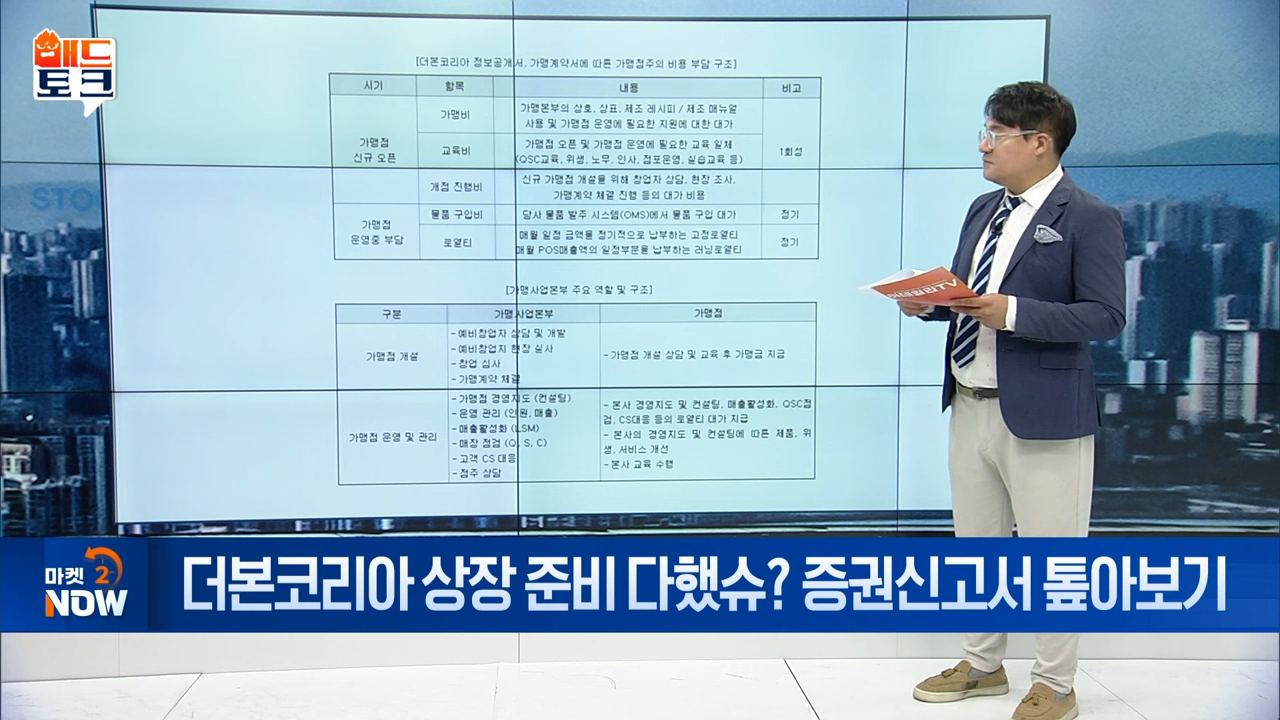 매드
토크
[더본코리아 정보공개서, 가맹계약서에 따른 가맹점주의 비용 부담 구조]
시기 항목 내용 비고
가맹점
신규 오픈
가맹비
가맹본부의 상호, 상표, 제조 레시피 / 제조 매뉴얼
사용 및 가맹점 운영에 필요한 지원에 대한 대가
교육비
가맹점 오픈 및 가맹점 운영에 필요한 교육 일체
(QSC교육, 위생, 노무, 인사, 점포운영, 실습교육 등)
1회성
개점 진행비
신규 가맹점 개설을 위해 창업자 상담, 현장 조사,
가맹계약 체결 진행 등의 대가 비용
가맹점
운영중 부담
물품 구입비
당사 물품 발주 시스템(OMS)에서 물품 구입 대가
정기
로열티
매월 일정 금액을 정기적으로 납부하는 고정로열티
매월 POS매출액의 일정부분을 납부하는 러닝로열티
정기
[가맹사업본부 주요 역할 및 구조]
구분 가맹사업본부 가맹점
가맹점 개설
- 예비창업자 상담 및 개발
- 예비창업지 현장 실사
- 창업 심사
- 가맹계약 체결
- 가맹점 개설 상담 및 교육 후 가맹금 지급
가맹점 운영 및 관리
- 가맹점 경영지도 (컨설팅)
- 운영 관리 (인원, 매출)
- 매출활성화 (LSM)
- 매장 점검 (Q, S, C)
- 고객 CS 대응
- 점주 상담
- 본사 경영지도 및 컨설팅, 매출활성화, QSC점
검, CS대응 등의 로열티 대가 지급
- 본사의 경영지도 및 컨설팅에 따른 제품, 위
생, 서비스 개선
- 본사 교육 수행
STO
이데일리TV
마켓 2
NOW
더본코리아 상장 준비 다했슈? 증권신고서 톺아보기